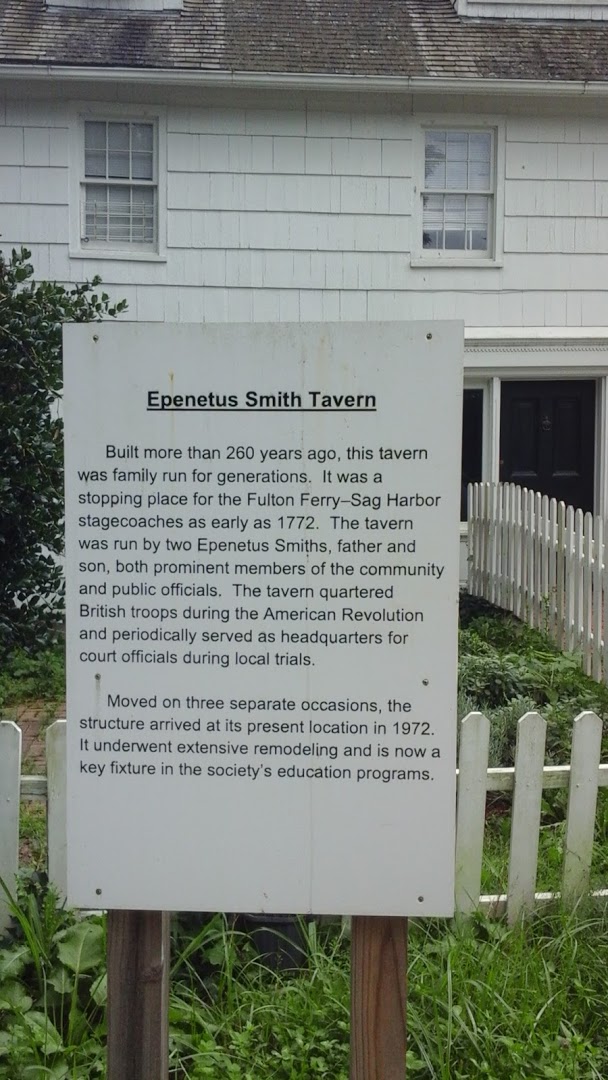 Epenetus Smith Tavern
Built more than 260 years ago, this tavern
was family run for generations. It was a
stopping place for the Fulton Ferry–Sag Harbor
stagecoaches as early as 1772. The tavern
was run by two Epenetus Smiths, father and
son, both prominent members of the community
and public officials. The tavern quartered
British troops during the American Revolution
and periodically served as headquarters for
court officials during local trials.
Moved on three separate occasions, the
structure arrived at its present location in 1972.
It underwent extensive remodeling and is now a
key fixture in the society's education programs.